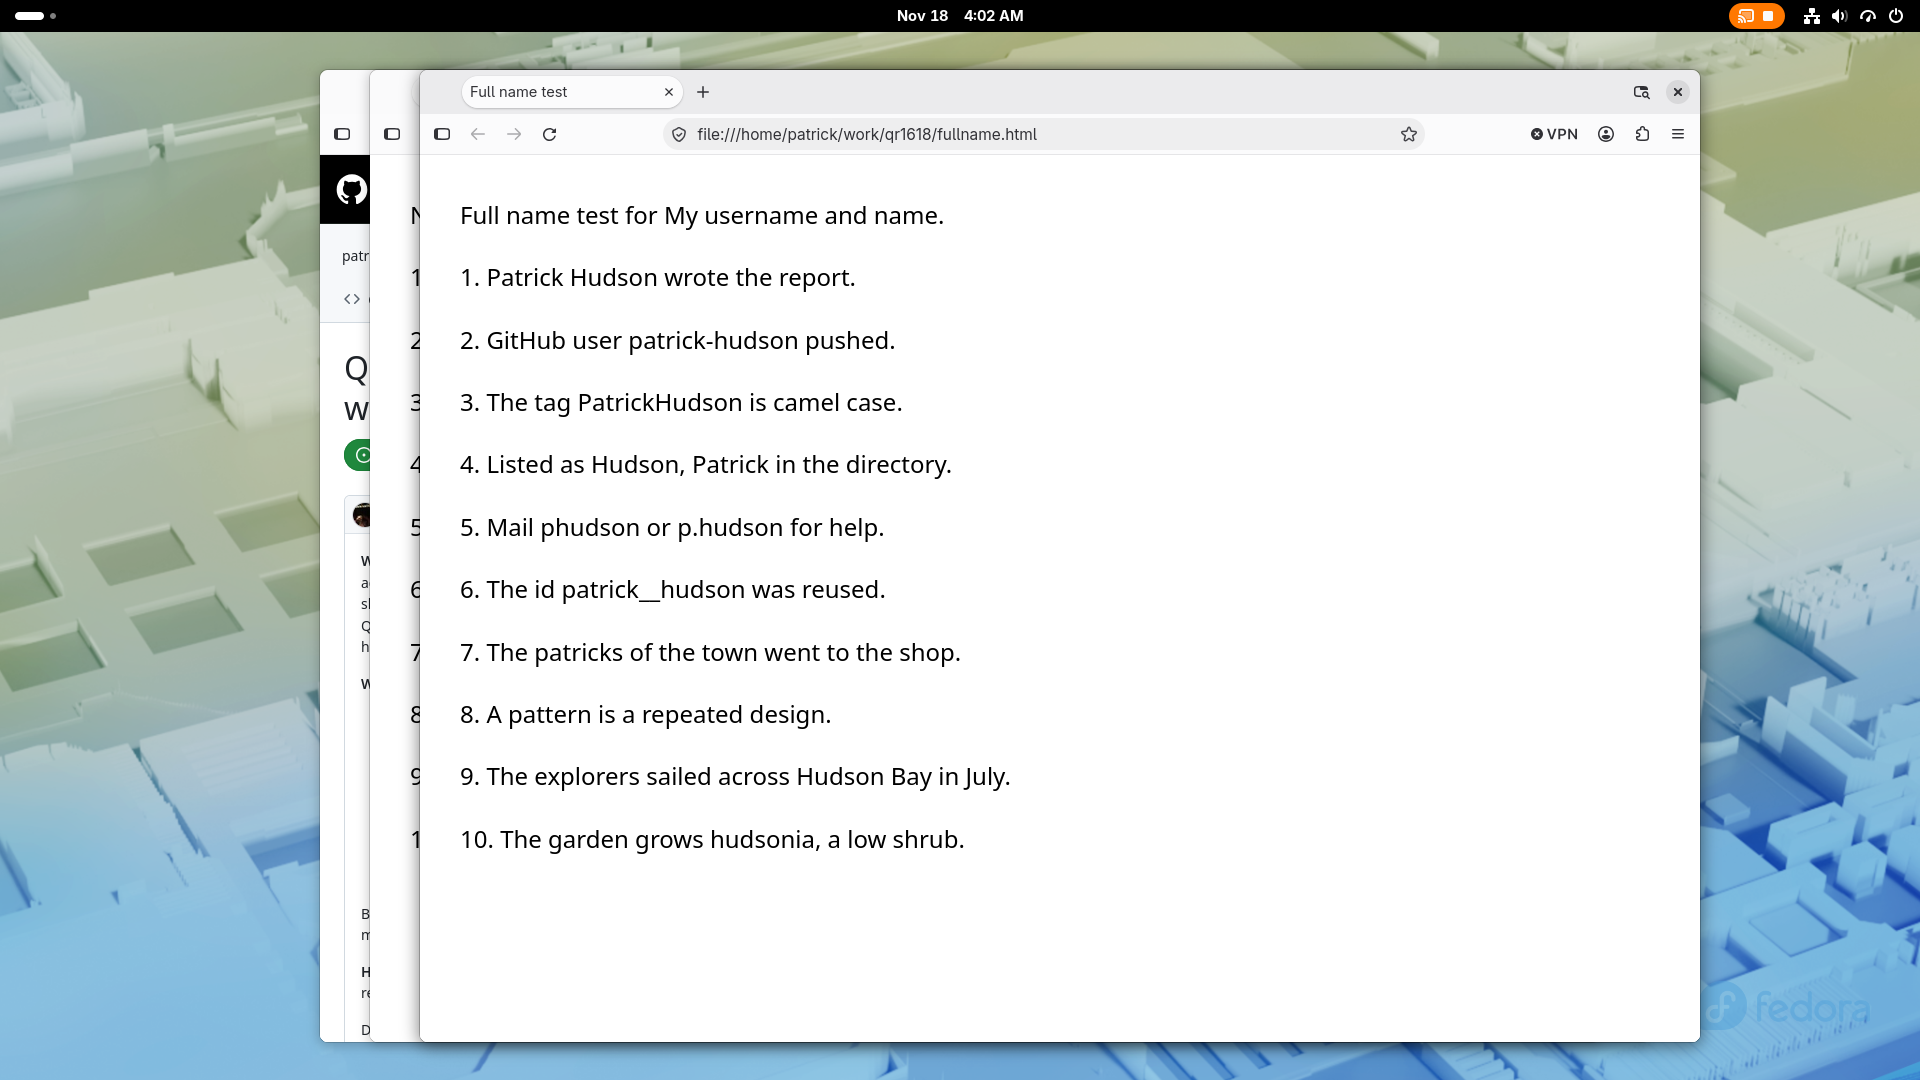 Nov 18 4:02 AM
Full name test
file:///home/patrick/work/qr1618/fullname.html
VPN
patr
Full name test for My username and name.
1. Patrick Hudson wrote the report.
2. GitHub user patrick-hudson pushed.
3. The tag PatrickHudson is camel case.
4. Listed as Hudson, Patrick in the directory.
5. Mail phudson or p.hudson for help.
6. The id patrick__hudson was reused.
7. The patricks of the town went to the shop.
8. A pattern is a repeated design.
9. The explorers sailed across Hudson Bay in July.
10. The garden grows hudsonia, a low shrub.
fedora